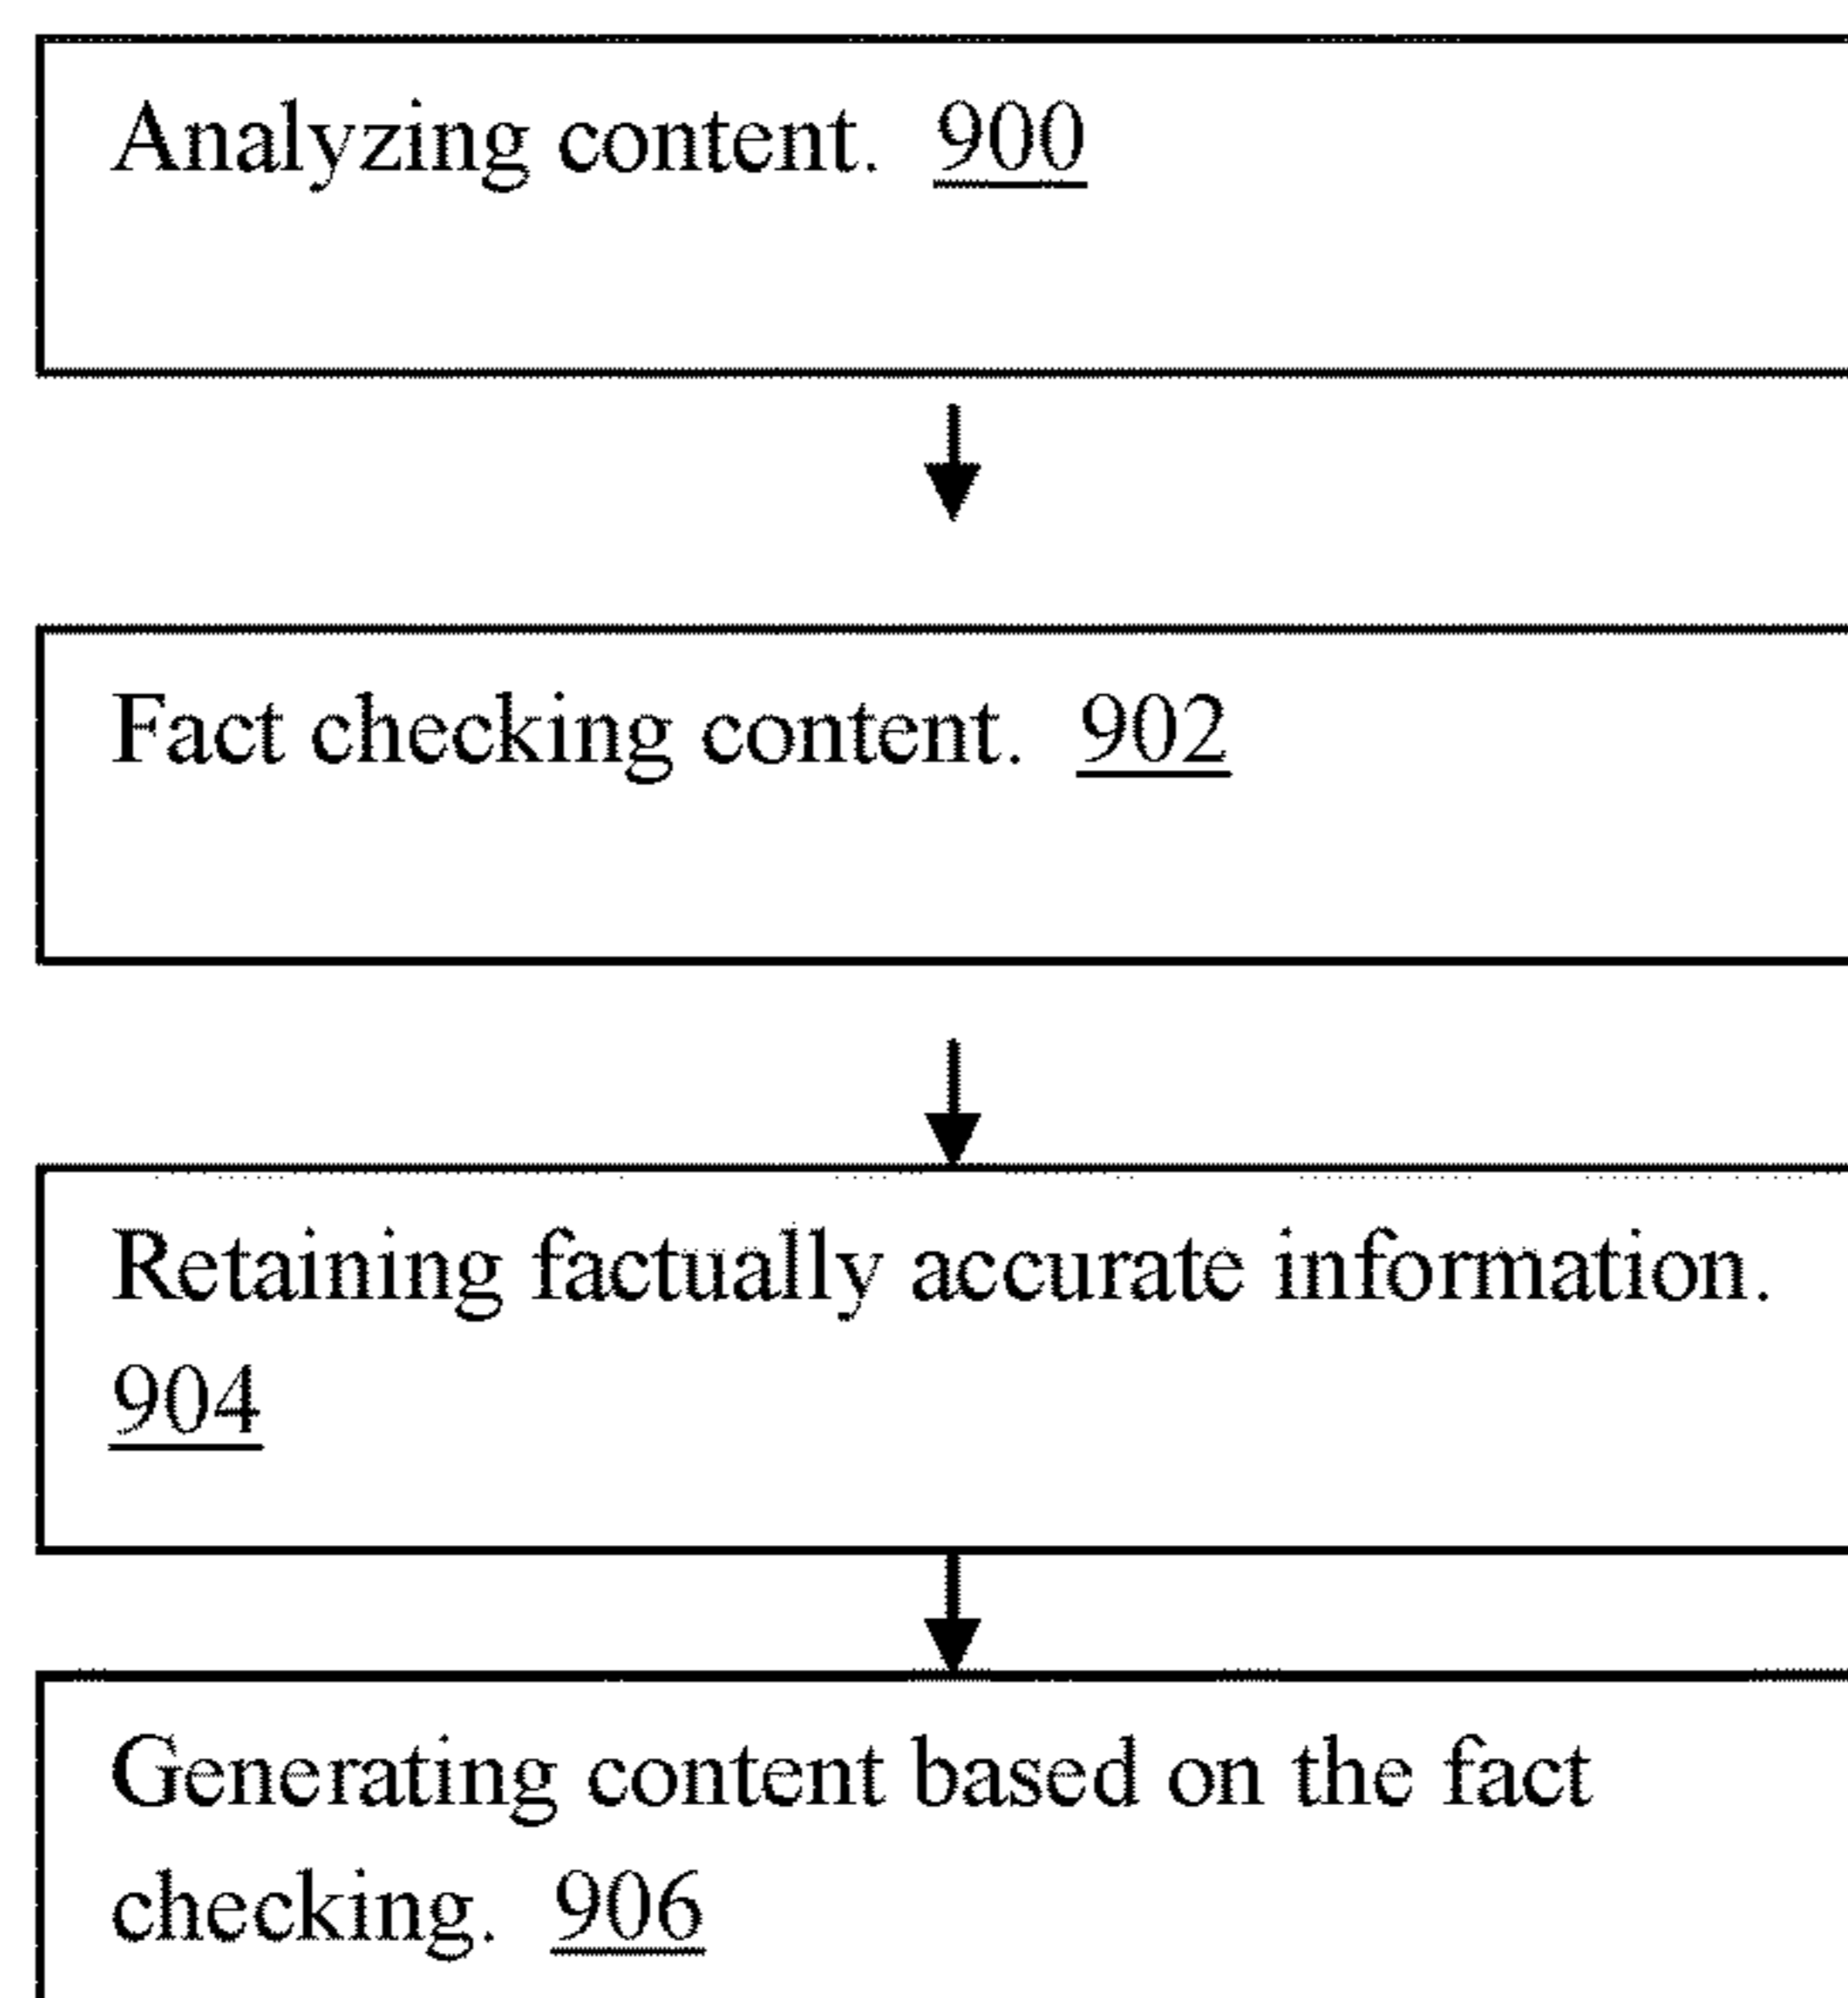 Analyzing content. 900
Fact checking content. 902
Retaining factually accurate information.
904
Generating content based on the fact
checking. 906